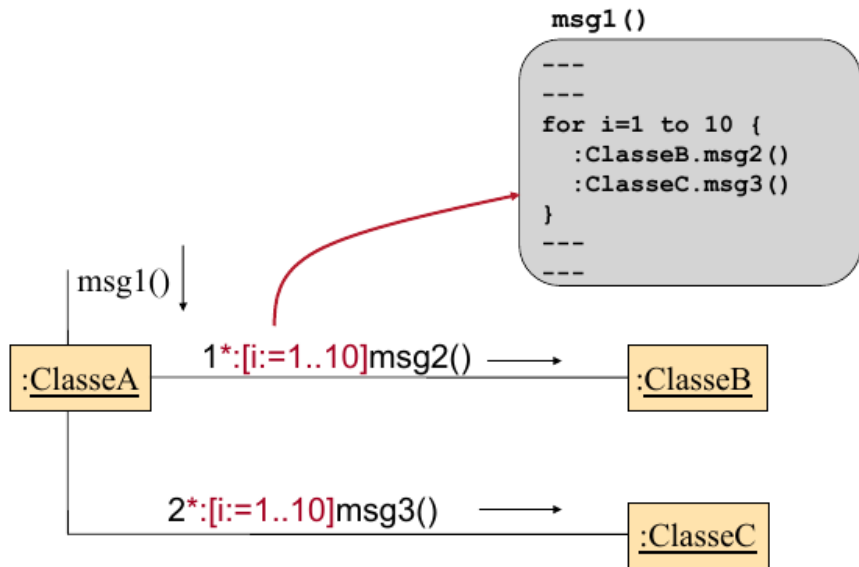 msg1()
---
---
for i=1 to 10 {
:ClasseB.msg2()
:ClasseC.msg3()
}
---
---
msg1()
1*:[i:=1..10]msg2()
:ClasseA
:ClasseB
2*:[i:=1..10]msg3()
:ClasseC